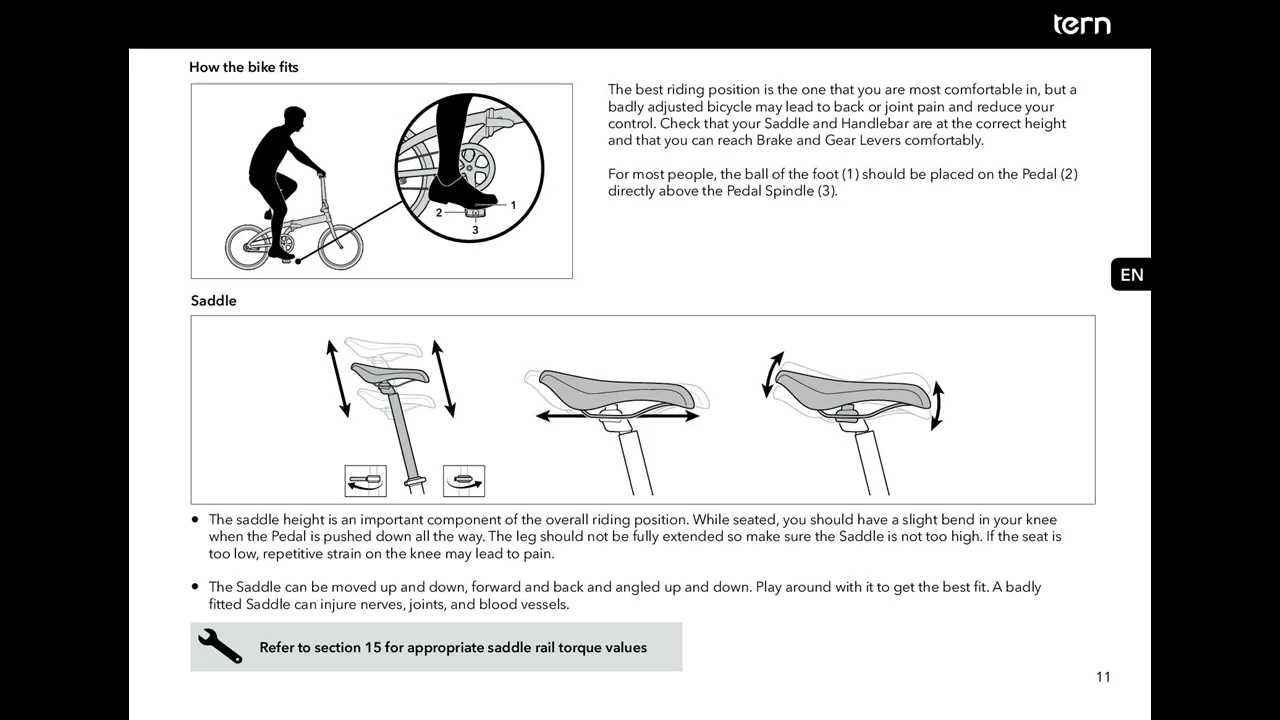 tern
How the bike fits
The best riding position is the one that you are most comfortable in, but a
badly adjusted bicycle may lead to back or joint pain and reduce your
control. Check that your Saddle and Handlebar are at the correct height
and that you can reach Brake and Gear Levers comfortably.
For most people, the ball of the foot (1) should be placed on the Pedal (2)
directly above the Pedal Spindle (3).
1
2
3
EN
Saddle
• The saddle height is an important component of the overall riding position. While seated, you should have a slight bend in your knee
when the Pedal is pushed down all the way. The leg should not be fully extended so make sure the Saddle is not too high. If the seat is
too low, repetitive strain on the knee may lead to pain.
• The Saddle can be moved up and down, forward and back and angled up and down. Play around with it to get the best fit. A badly
fitted Saddle can injure nerves, joints, and blood vessels.
Refer to section 15 for appropriate saddle rail torque values
11